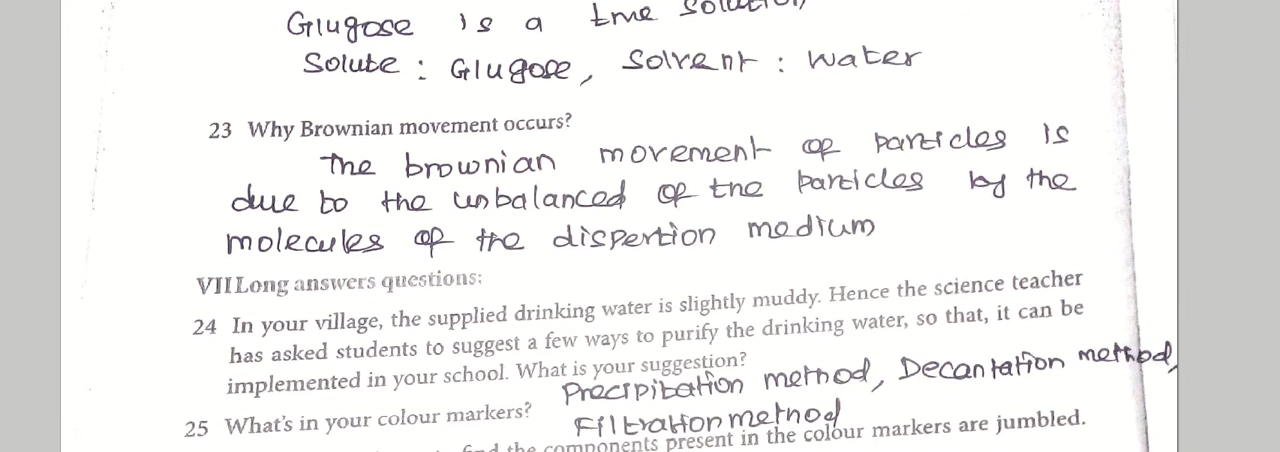 Glugose is a true solution,
Solute : Glugose, Solvent : water
23 Why Brownian movement occurs?
The brownian movement of particles is
due to the unbalanced of the particles by the
molecules of the dispertion medium
VII Long answers questions:
24 In your village, the supplied drinking water is slightly muddy. Hence the science teacher
has asked students to suggest a few ways to purify the drinking water, so that, it can be
implemented in your school. What is your suggestion?
Precipitation method, Decantation method,
Filtration method
25 What's in your colour markers?
find the components present in the colour markers are jumbled.